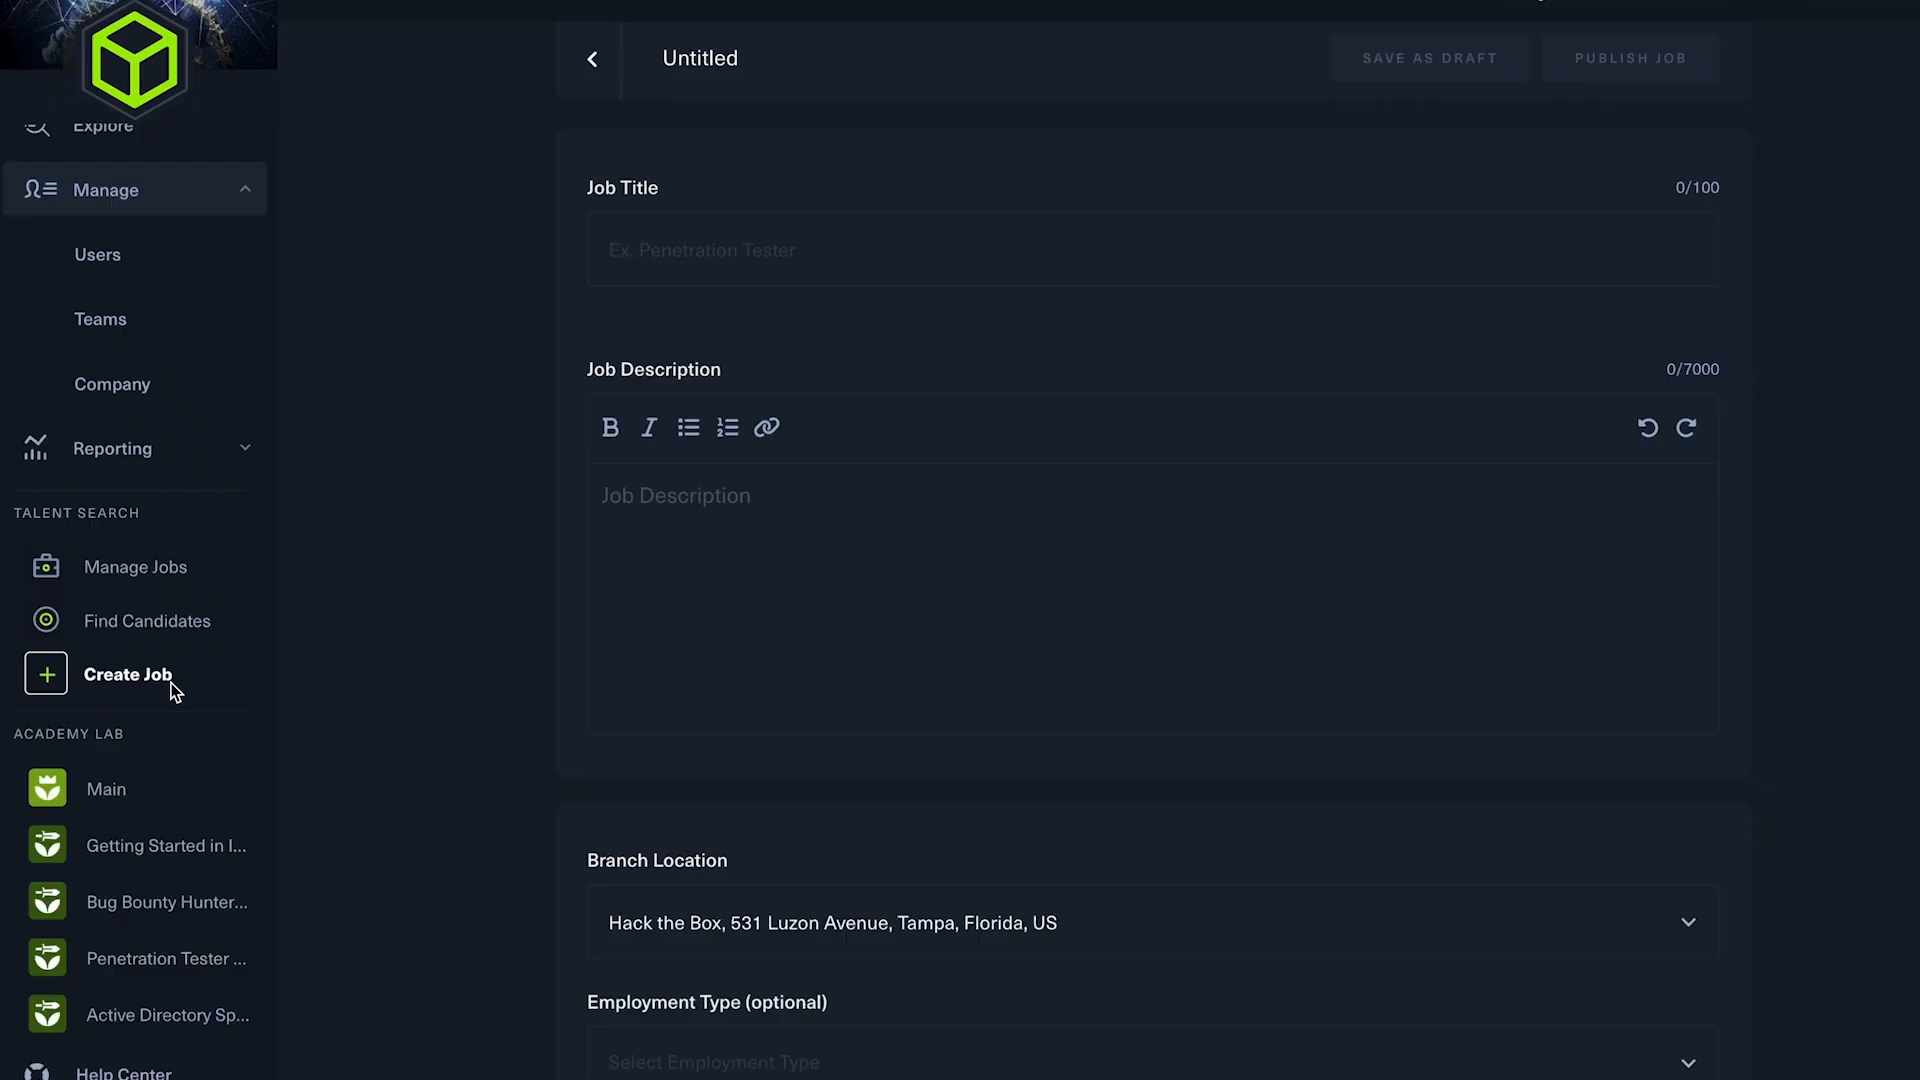 Explore
Manage
Users
Teams
Company
Reporting
TALENT SEARCH
Manage Jobs
Find Candidates
Create Job
ACADEMY LAB
Main
Getting Started in I...
Bug Bounty Hunter...
Penetration Tester ...
Active Directory Sp...
Help Center
Untitled
SAVE AS DRAFT
PUBLISH JOB
Job Title
0/100
Ex. Penetration Tester
Job Description
0/7000
Job Description
Branch Location
Hack the Box, 531 Luzon Avenue, Tampa, Florida, US
Employment Type (optional)
Select Employment Type